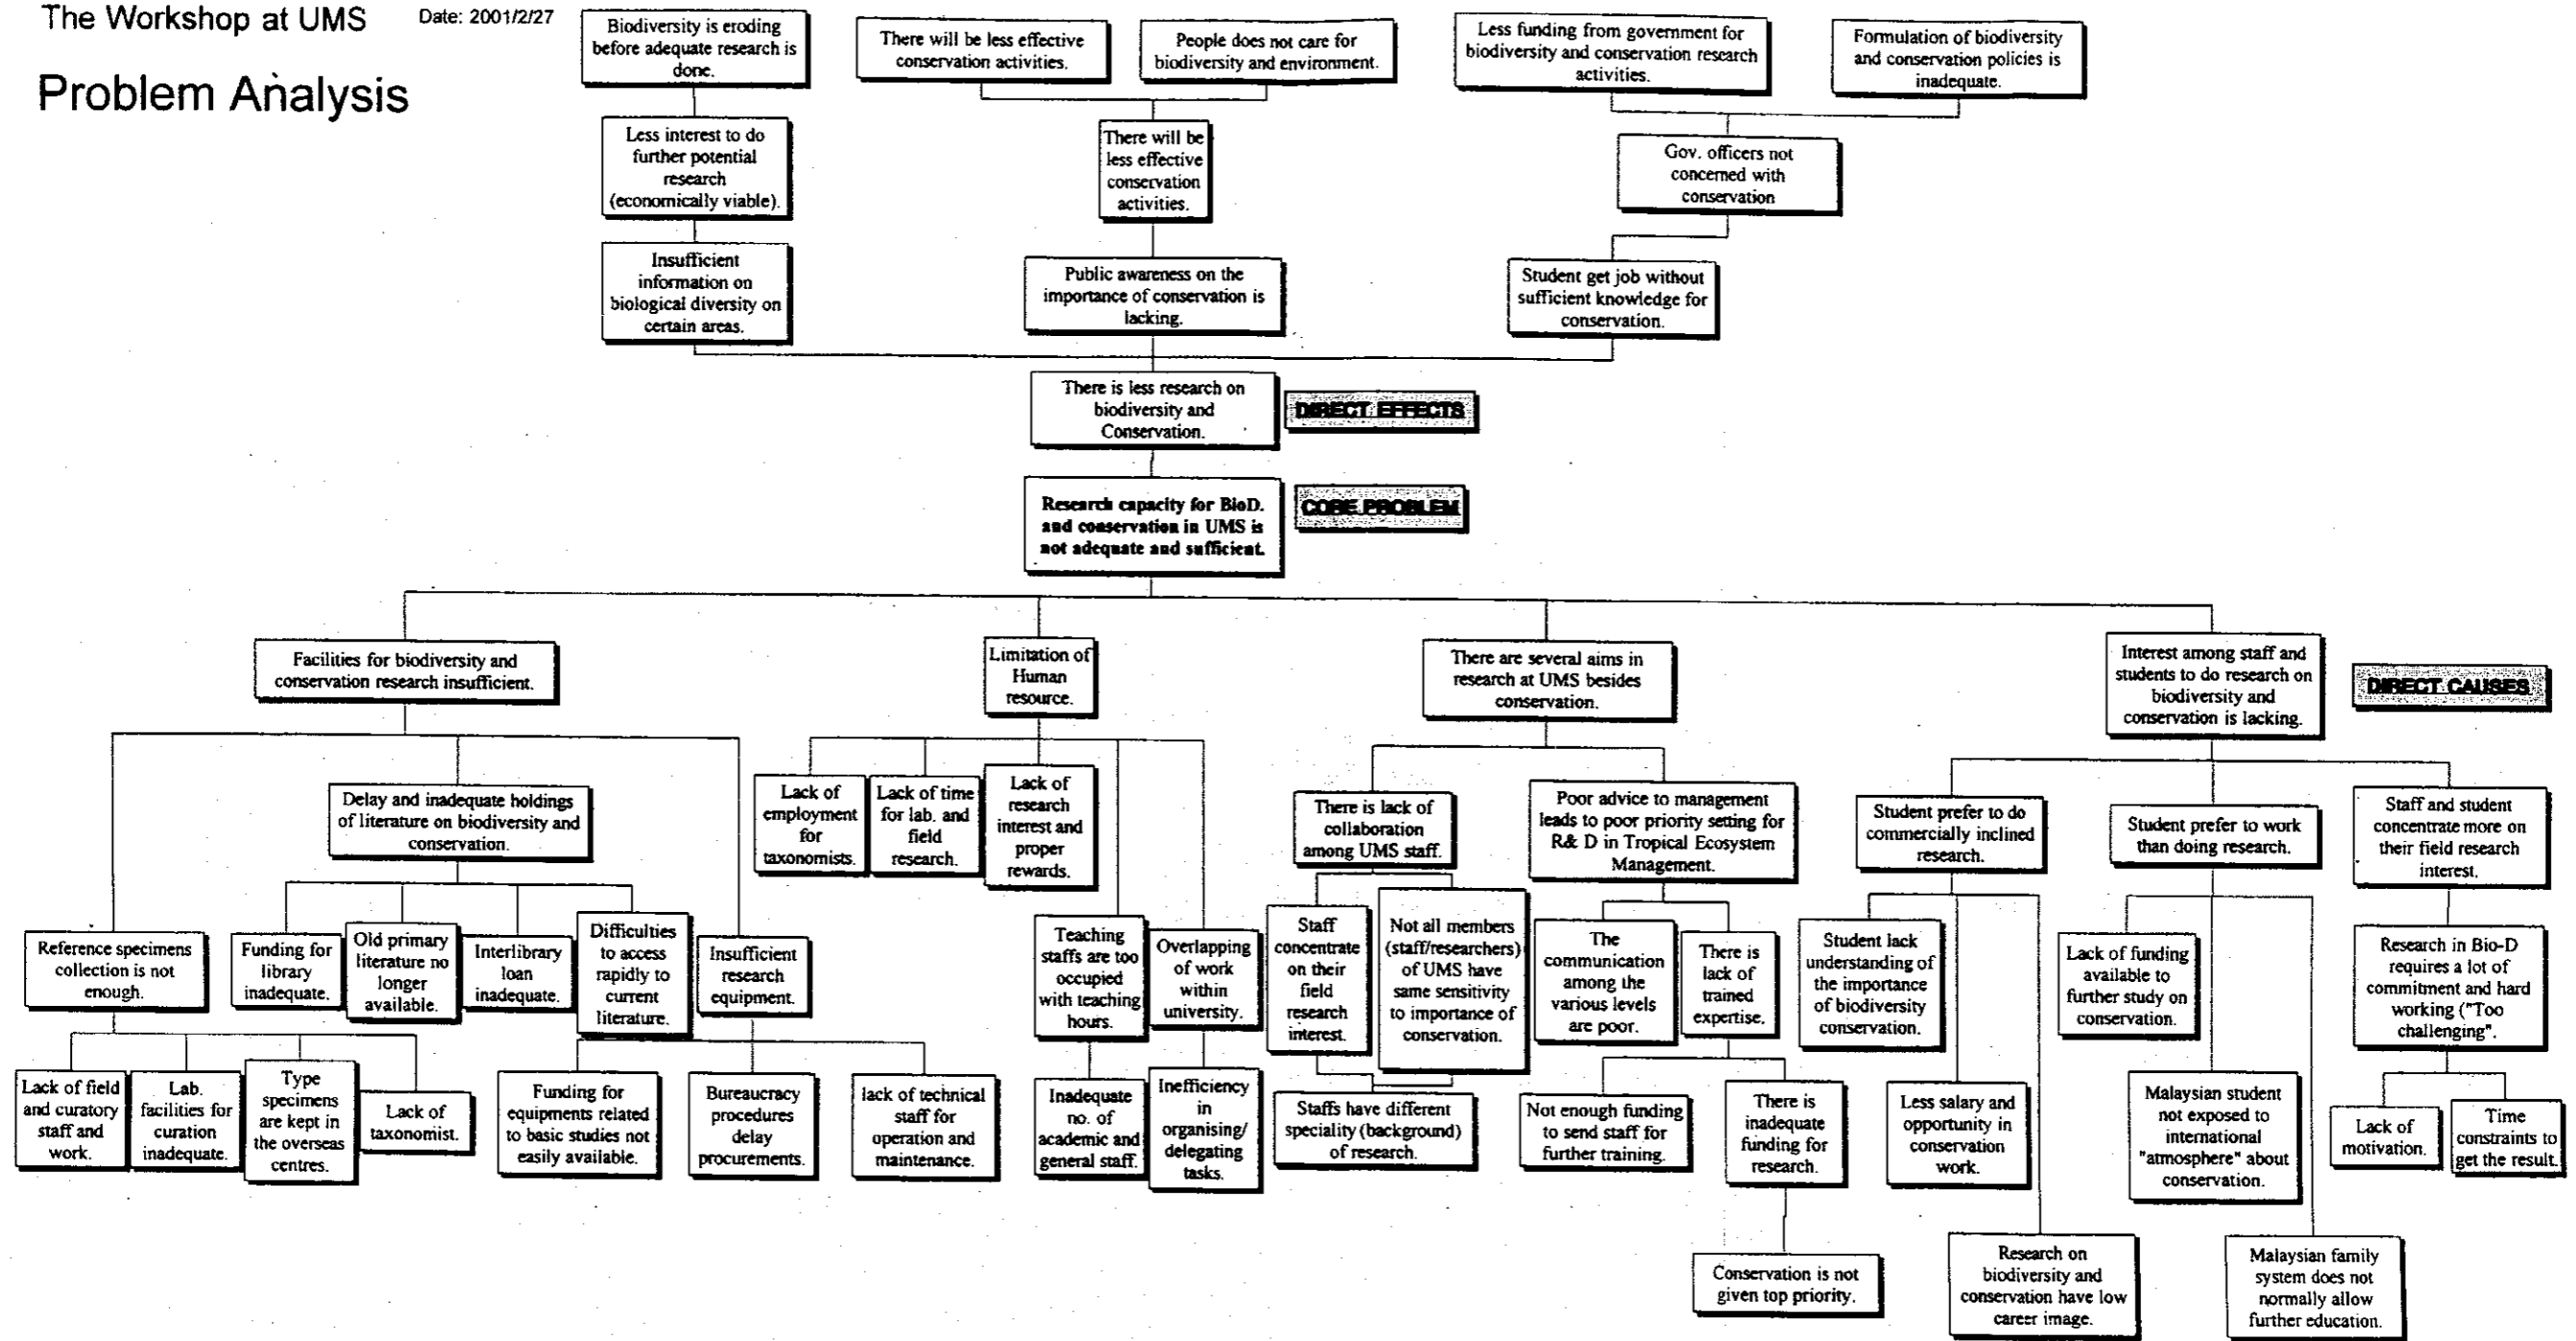 The Workshop at UMS
Date: 2001/2/27
Problem Analysis
Biodiversity is eroding
before adequate research is
done.
There will be less effective
conservation activities.
People does not care for
biodiversity and environment.
Less funding from government for
biodiversity and conservation research
activities.
Formulation of biodiversity
and conservation policies is
inadequate.
Less interest to do
further potential
research
(economically viable).
There will be
less effective
conservation
activities.
Gov. officers not
concerned with
conservation
Insufficient
information on
biological diversity on
certain areas.
Public awareness on the
importance of conservation is
lacking.
Student get job without
sufficient knowledge for
conservation.
There is less research on
biodiversity and
Conservation.
DIRECT EFFECTS
Research capacity for BioD.
and conservation in UMS is
not adequate and sufficient.
CORE PROBLEM
Facilities for biodiversity and
conservation research insufficient.
Limitation of
Human
resource.
There are several aims in
research at UMS besides
conservation.
Interest among staff and
students to do research on
biodiversity and
conservation is lacking.
DIRECT CAUSES
Delay and inadequate holdings
of literature on biodiversity and
conservation.
Lack of
employment
for
taxonomists.
Lack of time
for lab. and
field
research.
Lack of
research
interest and
proper
rewards.
There is lack of
collaboration
among UMS staff.
Poor advice to management
leads to poor priority setting for
R& D in Tropical Ecosystem
Management.
Student prefer to do
commercially inclined
research.
Student prefer to work
than doing research.
Staff and student
concentrate more on
their field research
interest.
Reference specimens
collection is not
enough.
Funding for
library
inadequate.
Old primary
literature no
longer
available.
Interlibrary
loan
inadequate.
Difficulties
to access
rapidly to
current
literature.
Insufficient
research
equipment.
Teaching
staffs are too
occupied
with teaching
hours.
Overlapping
of work
within
university.
Staff
concentrate
on their
field
research
interest.
Not all members
(staff/researchers)
of UMS have
same sensitivity
to importance of
conservation.
The
communication
among the
various levels
are poor.
There is
lack of
trained
expertise.
Student lack
understanding of
the importance
of biodiversity
conservation.
Lack of funding
available to
further study on
conservation.
Research in Bio-D
requires a lot of
commitment and hard
working ("Too
challenging".
Lack of field
and curatory
staff and
work.
Lab.
facilities for
curation
inadequate.
Type
specimens
are kept in
the overseas
centres.
Lack of
taxonomist.
Funding for
equipments related
to basic studies not
easily available.
Bureaucracy
procedures
delay
procurements.
lack of technical
staff for
operation and
maintenance.
Inadequate
no. of
academic and
general staff.
Inefficiency
in
organising/
delegating
tasks.
Staffs have different
speciality (background)
of research.
Not enough funding
to send staff for
further training.
There is
inadequate
funding for
research.
Less salary and
opportunity in
conservation
work.
Malaysian student
not exposed to
international
"atmosphere" about
conservation.
Lack of
motivation.
Time
constraints to
get the result.
Conservation is not
given top priority.
Research on
biodiversity and
conservation have low
career image.
Malaysian family
system does not
normally allow
further education.